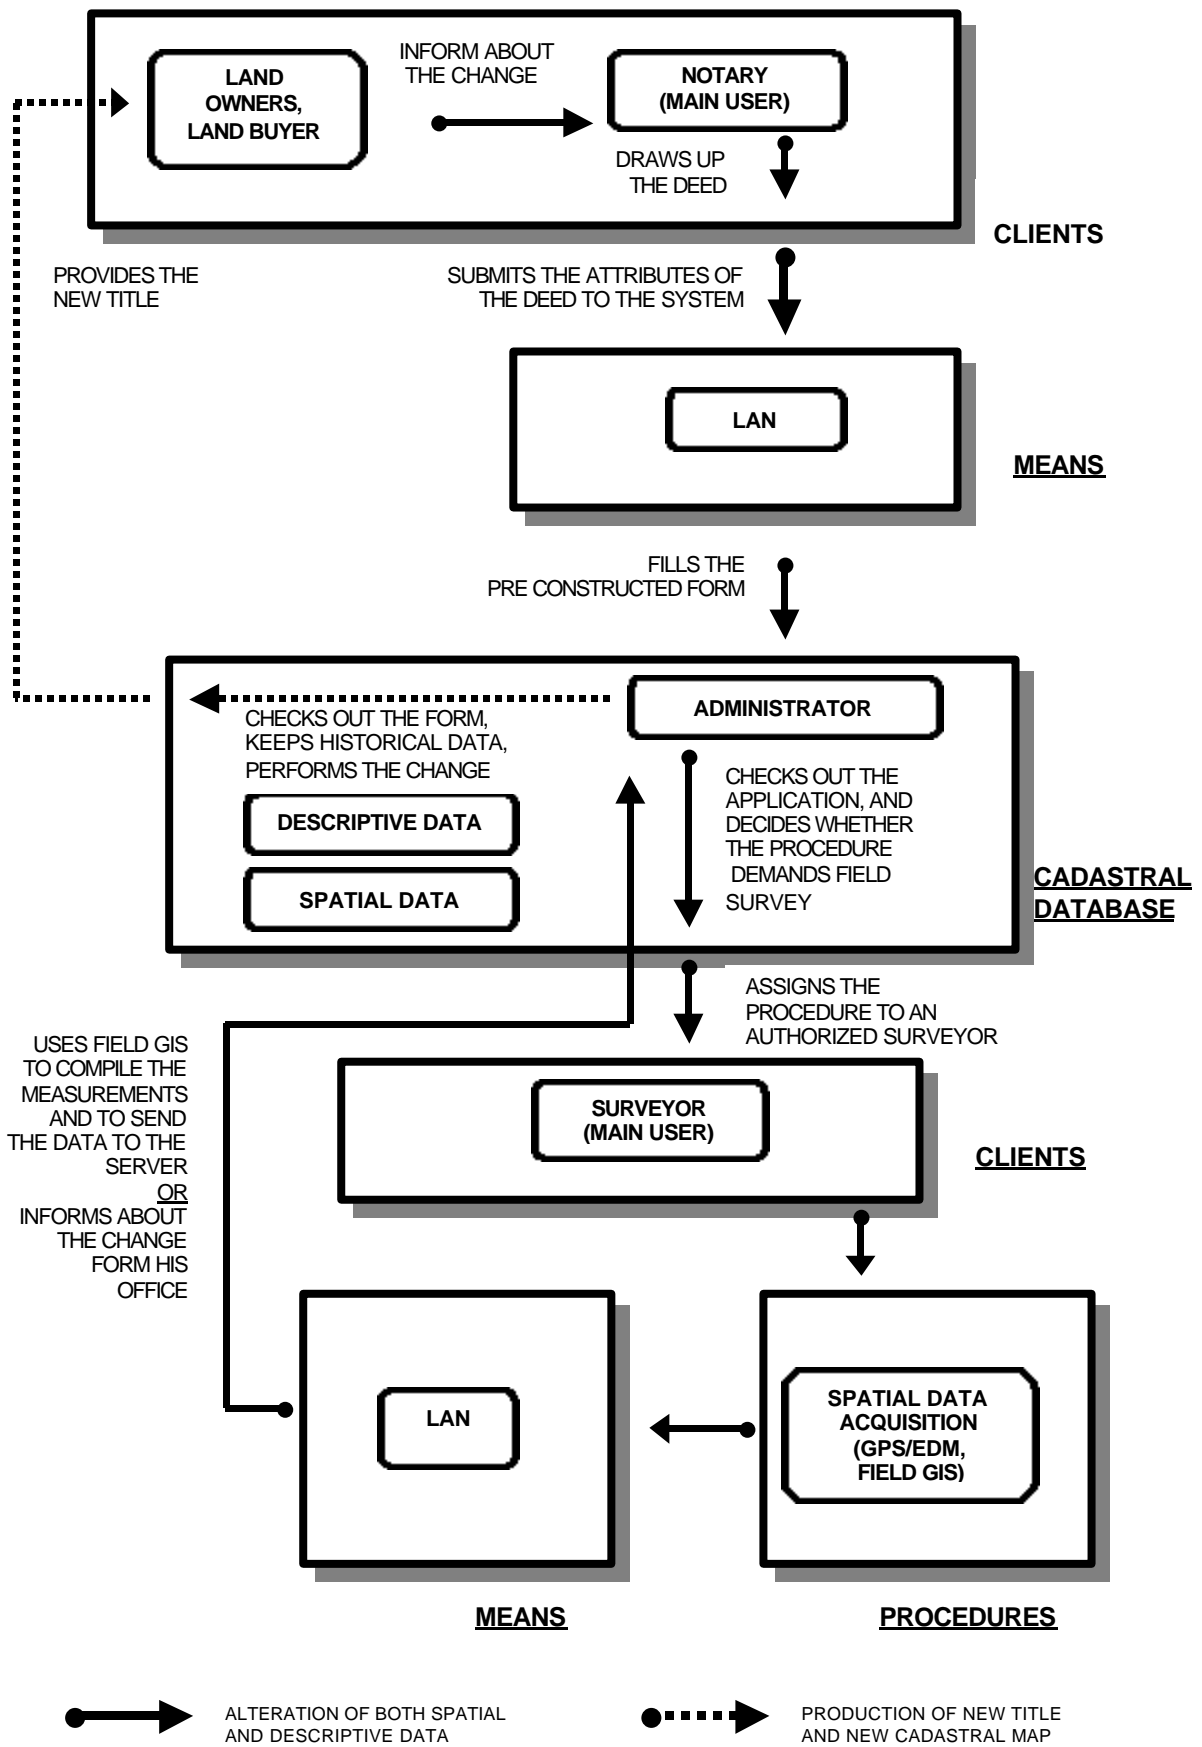 LAND
OWNERS,
LAND BUYER
INFORM ABOUT
THE CHANGE
NOTARY
(MAIN USER)
DRAWS UP
THE DEED
CLIENTS
PROVIDES THE
NEW TITLE
SUBMITS THE ATTRIBUTES OF
THE DEED TO THE SYSTEM
LAN
MEANS
FILLS THE
PRE CONSTRUCTED FORM
ADMINISTRATOR
CHECKS OUT THE FORM,
KEEPS HISTORICAL DATA,
PERFORMS THE CHANGE
DESCRIPTIVE DATA
SPATIAL DATA
CHECKS OUT THE
APPLICATION, AND
DECIDES WHETHER
THE PROCEDURE
DEMANDS FIELD
SURVEY
CADASTRAL
DATABASE
ASSIGNS THE
PROCEDURE TO AN
AUTHORIZED SURVEYOR
USES FIELD GIS
TO COMPILE THE
MEASUREMENTS
AND TO SEND
THE DATA TO THE
SERVER
OR
INFORMS ABOUT
THE CHANGE
FORM HIS
OFFICE
SURVEYOR
(MAIN USER)
CLIENTS
LAN
SPATIAL DATA
ACQUISITION
(GPS/EDM,
FIELD GIS)
MEANS
PROCEDURES
ALTERATION OF BOTH SPATIAL
AND DESCRIPTIVE DATA
PRODUCTION OF NEW TITLE
AND NEW CADASTRAL MAP